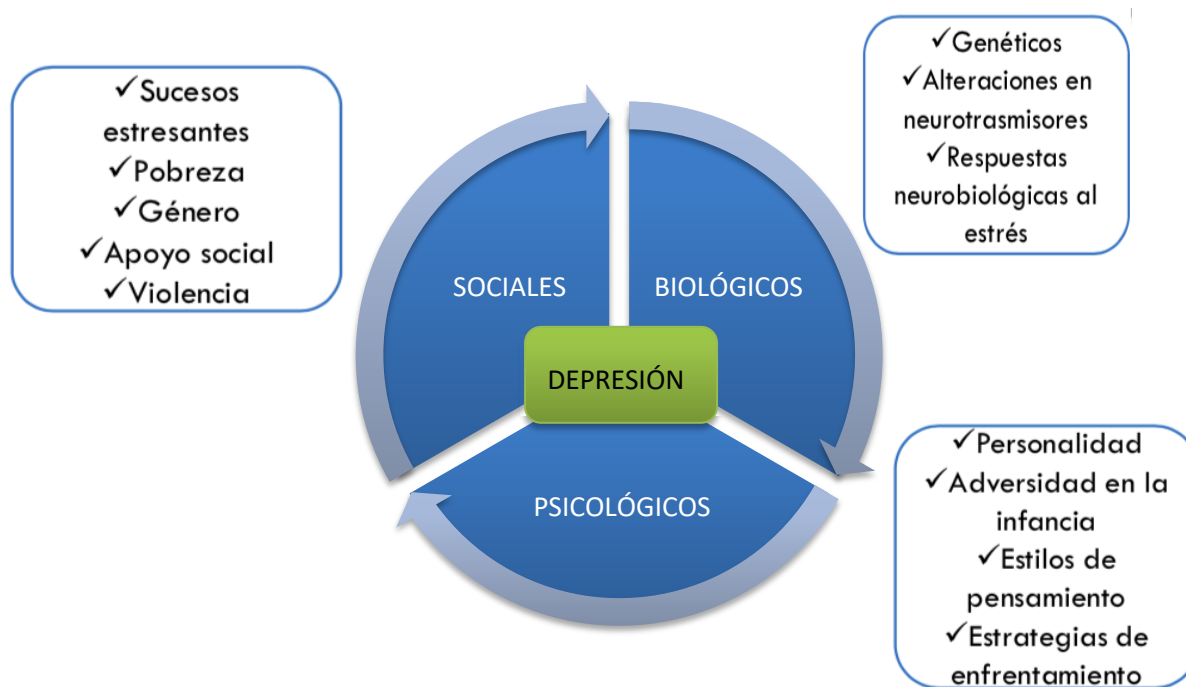 ✓Sucesos
estresantes
✓Pobreza
✓Género
✓Apoyo social
✓Violencia
✓Genéticos
✓Alteraciones en
neurotrasmisores
✓Respuestas
neurobiológicas al
estrés
SOCIALES
BIOLÓGICOS
DEPRESIÓN
PSICOLÓGICOS
✓Personalidad
✓Adversidad en la
infancia
✓Estilos de
pensamiento
✓Estrategias de
enfrentamiento